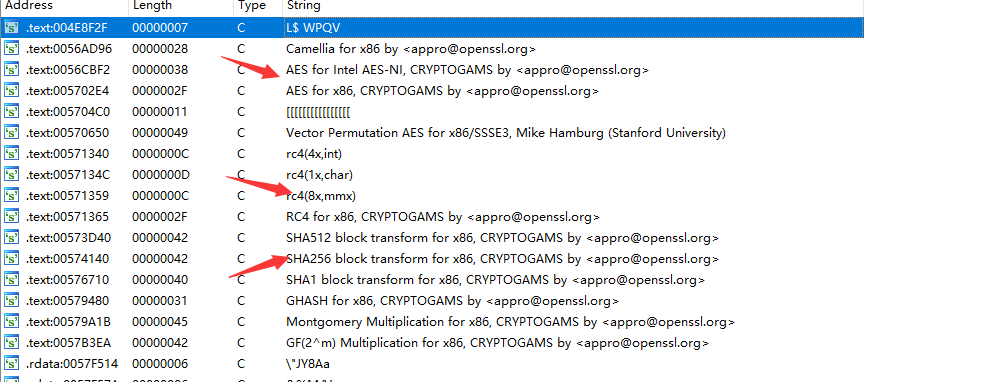 Address Length Type String
.text:004E8F2F 00000007 C L$ WPQV
.text:0056AD96 00000028 C Camellia for x86 by <appro@openssl.org>
.text:0056CBF2 00000038 C AES for Intel AES-NI, CRYPTOGAMS by <appro@openssl.org>
.text:005702E4 0000002F C AES for x86, CRYPTOGAMS by <appro@openssl.org>
.text:005704C0 00000011 C [[[[[[[[[[[[[[[[
.text:00570650 00000049 C Vector Permutation AES for x86/SSSE3, Mike Hamburg (Stanford University)
.text:00571340 0000000C C rc4(4x,int)
.text:0057134C 0000000D C rc4(1x,char)
.text:00571359 0000000C C rc4(8x,mmx)
.text:00571365 0000002F C RC4 for x86, CRYPTOGAMS by <appro@openssl.org>
.text:00573D40 00000042 C SHA512 block transform for x86, CRYPTOGAMS by <appro@openssl.org>
.text:00574140 00000042 C SHA256 block transform for x86, CRYPTOGAMS by <appro@openssl.org>
.text:00576710 00000040 C SHA1 block transform for x86, CRYPTOGAMS by <appro@openssl.org>
.text:00579480 00000031 C GHASH for x86, CRYPTOGAMS by <appro@openssl.org>
.text:00579A1B 00000045 C Montgomery Multiplication for x86, CRYPTOGAMS by <appro@openssl.org>
.text:0057B3EA 00000042 C GF(2^m) Multiplication for x86, CRYPTOGAMS by <appro@openssl.org>
.rdata:0057F514 00000006 C \"JY8Aa